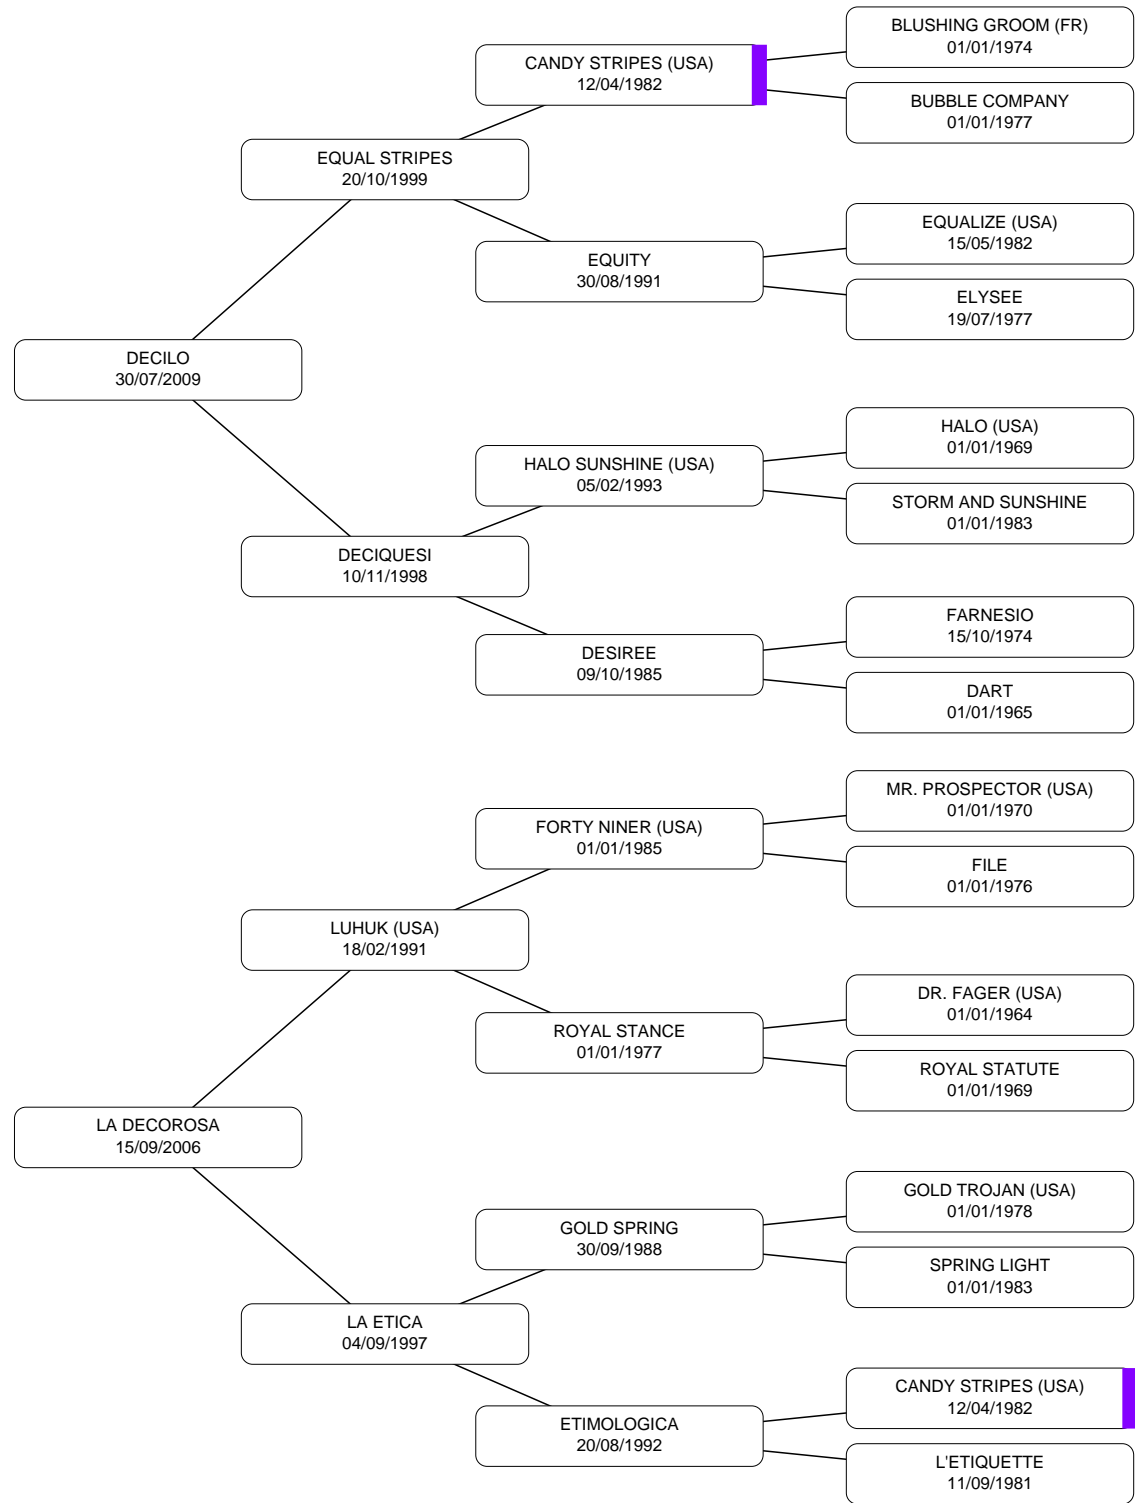 BLUSHING GROOM (FR)
01/01/1974
CANDY STRIPES (USA)
12/04/1982
BUBBLE COMPANY
01/01/1977
EQUAL STRIPES
20/10/1999
EQUALIZE (USA)
15/05/1982
EQUITY
30/08/1991
ELYSEE
19/07/1977
DECILO
30/07/2009
HALO (USA)
01/01/1969
HALO SUNSHINE (USA)
05/02/1993
STORM AND SUNSHINE
01/01/1983
DECIQUESI
10/11/1998
FARNESIO
15/10/1974
DESIREE
09/10/1985
DART
01/01/1965
MR. PROSPECTOR (USA)
01/01/1970
FORTY NINER (USA)
01/01/1985
FILE
01/01/1976
LUHUK (USA)
18/02/1991
DR. FAGER (USA)
01/01/1964
ROYAL STANCE
01/01/1977
ROYAL STATUTE
01/01/1969
LA DECOROSA
15/09/2006
GOLD TROJAN (USA)
01/01/1978
GOLD SPRING
30/09/1988
SPRING LIGHT
01/01/1983
LA ETICA
04/09/1997
CANDY STRIPES (USA)
12/04/1982
ETIMOLOGICA
20/08/1992
L'ETIQUETTE
11/09/1981